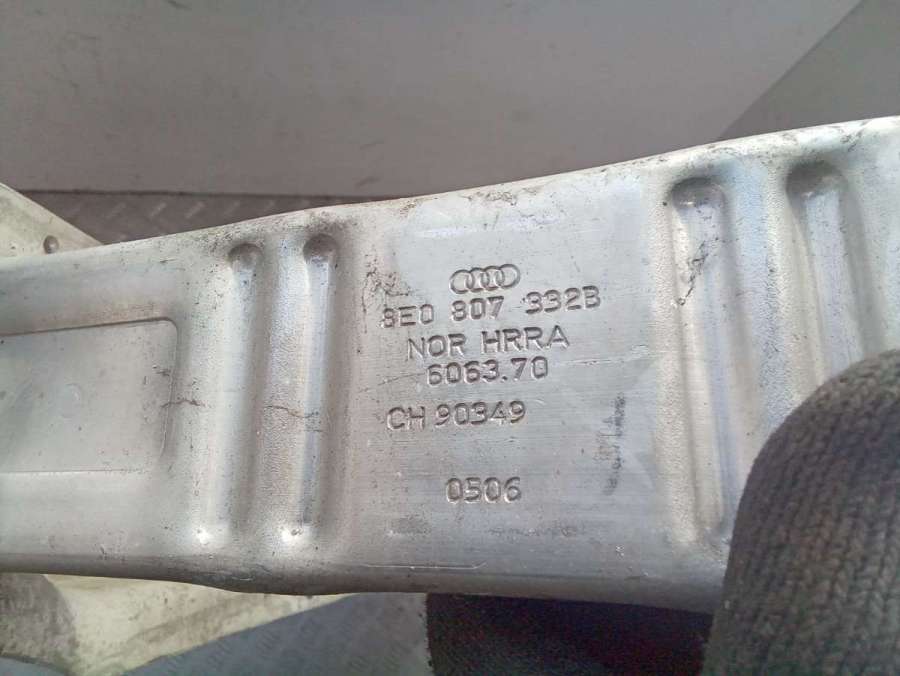 8E0 807 332B
NOR HRRA
6063.70
CH 90349
0506